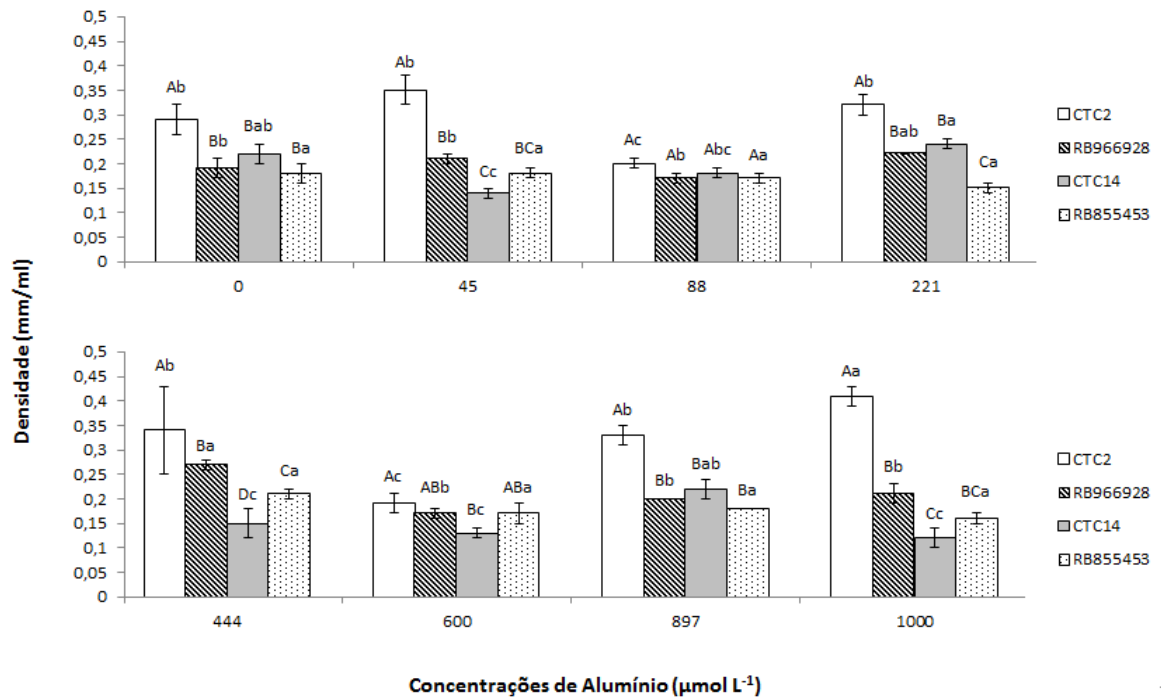 Densidade (mm/ml)
0,5
0,45
0,4
0,35
0,3
0,25
0,2
0,15
0,1
0,05
0
Ab Bb Bab Ba
Ab Bb Cc BCa
Ac Ab Abc Aa
Ab Bab Ba Ca
0 45 88 221
CTC2
RB966928
CTC14
RB855453
0,5
0,45
0,4
0,35
0,3
0,25
0,2
0,15
0,1
0,05
0
Ab Ba Dc Ca
Ac ABb Bc ABa
Ab Bb Bab Ba
Aa Bb Cc BCa
444 600 897 1000
CTC2
RB966928
CTC14
RB855453
Concentrações de Alumínio (µmol L⁻¹)